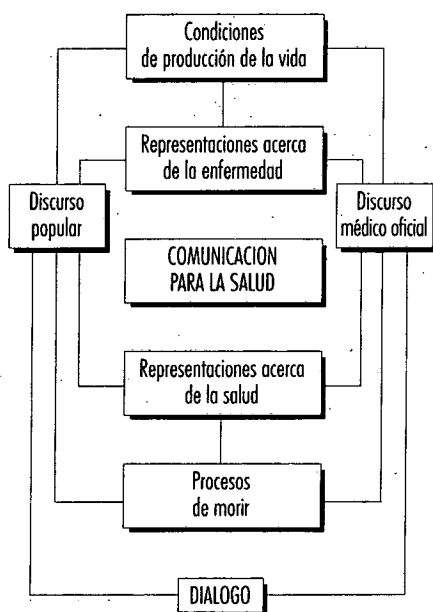 Condiciones
de producción de la vida
Representaciones acerca
de la enfermedad
Discurso
popular
Discurso
médico oficial
COMUNICACION
PARA LA SALUD
Representaciones acerca
de la salud
Procesos
de morir
DIALOGO